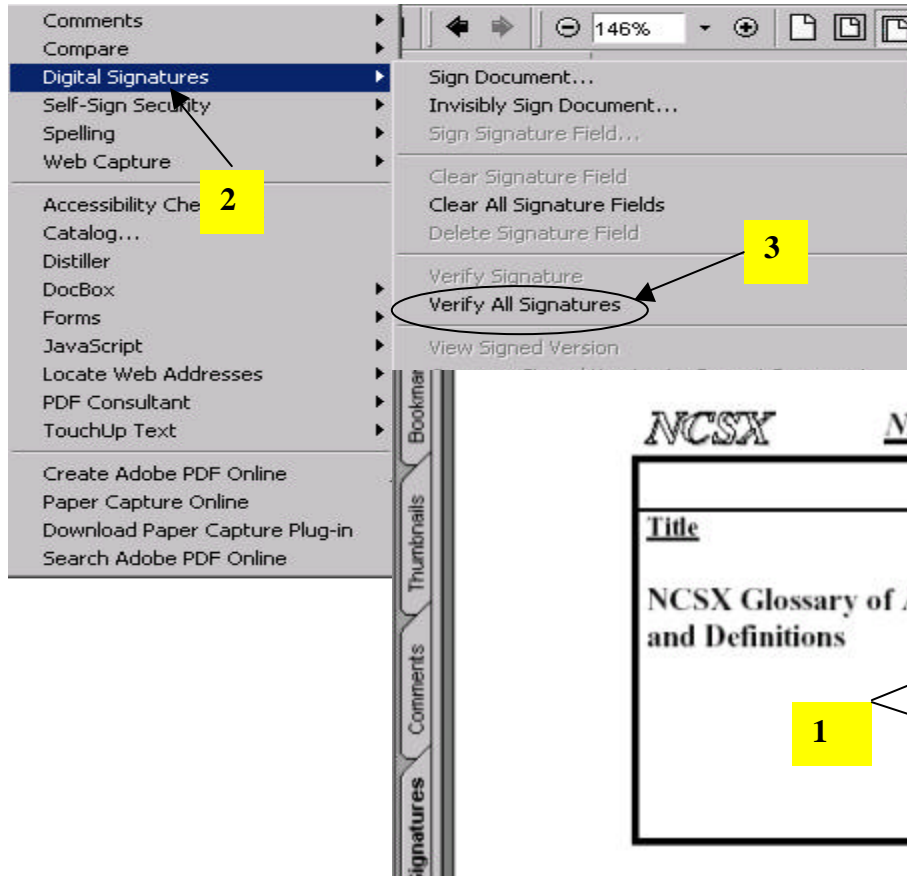 Comments
Compare
Digital Signatures
Self-Sign Security
Spelling
Web Capture
2
Accessibility Che
Catalog...
Distiller
DocBox
Forms
JavaScript
Locate Web Addresses
PDF Consultant
TouchUp Text
Create Adobe PDF Online
Paper Capture Online
Download Paper Capture Plug-in
Search Adobe PDF Online
146%
Sign Document...
Invisibly Sign Document...
Sign Signature Field...
Clear Signature Field
Clear All Signature Fields
Delete Signature Field
3
Verify Signature
Verify All Signatures
View Signed Version
Bookmar
Thumbnails
Comments
ignatures
NCSX N
Title
NCSX Glossary of
and Definitions
1